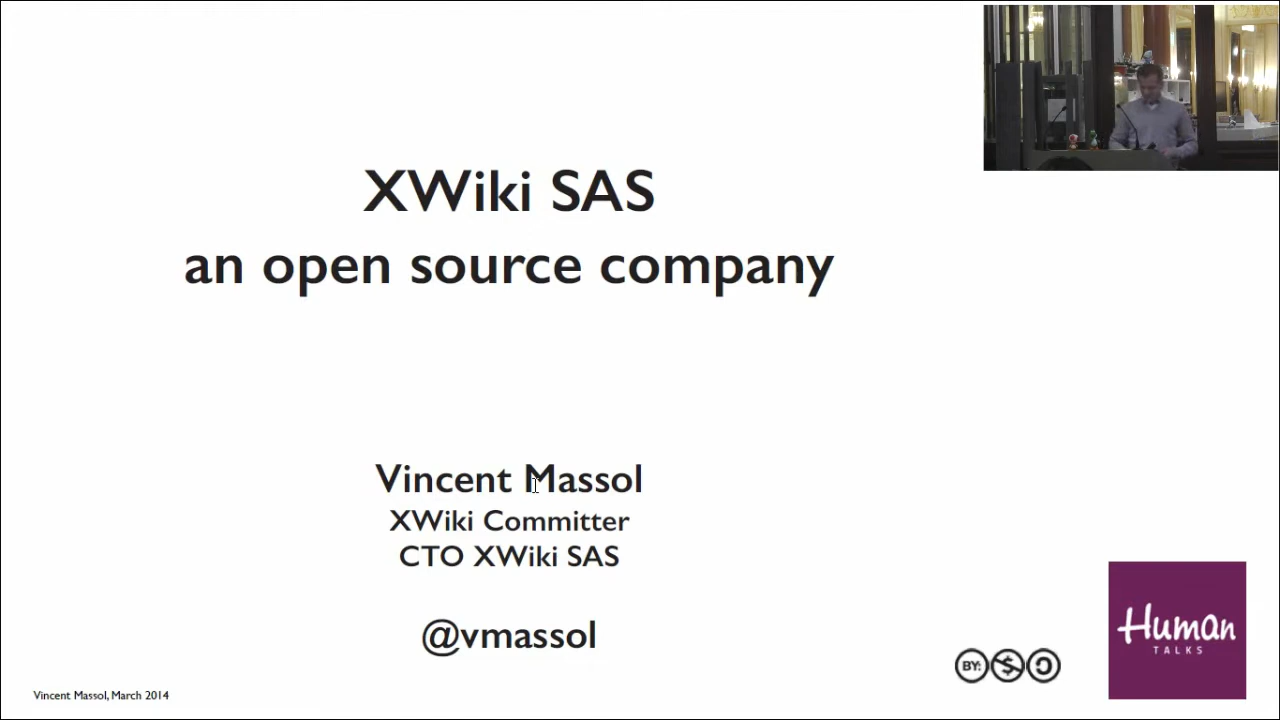 XWiki SAS
an open source company
Vincent Massol
XWiki Committer
CTO XWiki SAS
@vmassol
BY:
Human
TALKS
Vincent Massol, March 2014